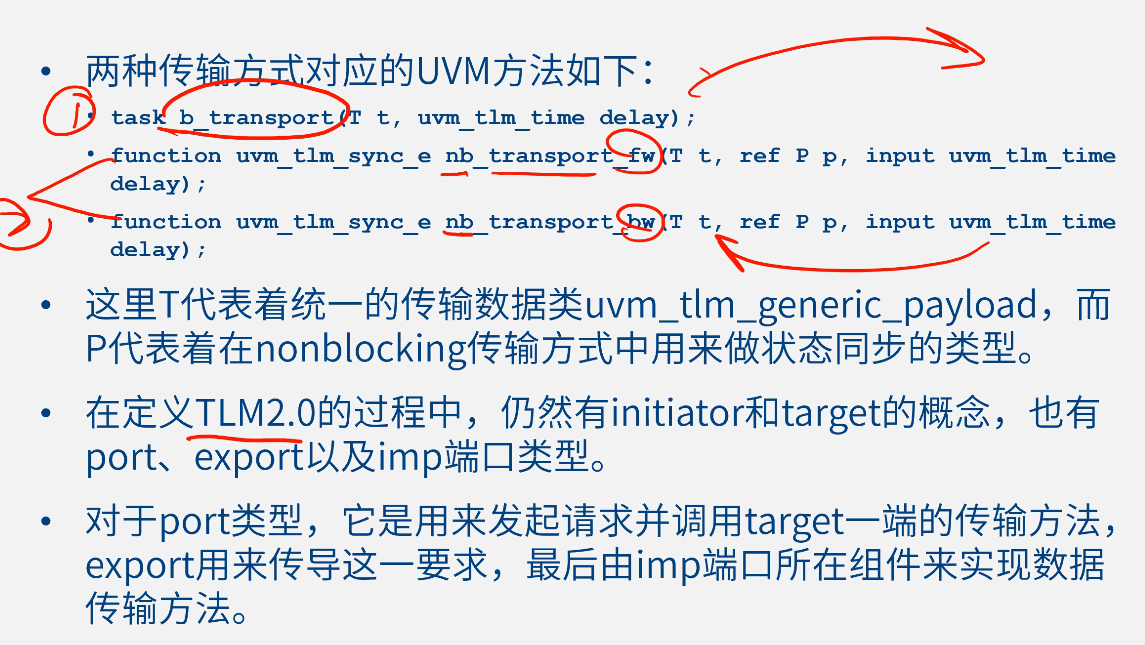 • 两种传输方式对应的UVM方法如下：
• task b_transport(T t, uvm_tlm_time delay);
• function uvm_tlm_sync_e nb_transport_fw(T t, ref P p, input uvm_tlm_time
delay);
• function uvm_tlm_sync_e nb_transport_bw(T t, ref P p, input uvm_tlm_time
delay);
• 这里T代表着统一的传输数据类uvm_tlm_generic_payload，而
P代表着在nonblocking传输方式中用来做状态同步的类型。
• 在定义TLM2.0的过程中，仍然有initiator和target的概念，也有
port、export以及imp端口类型。
• 对于port类型，它是用来发起请求并调用target一端的传输方法，
export用来传导这一要求，最后由imp端口所在组件来实现数据
传输方法。